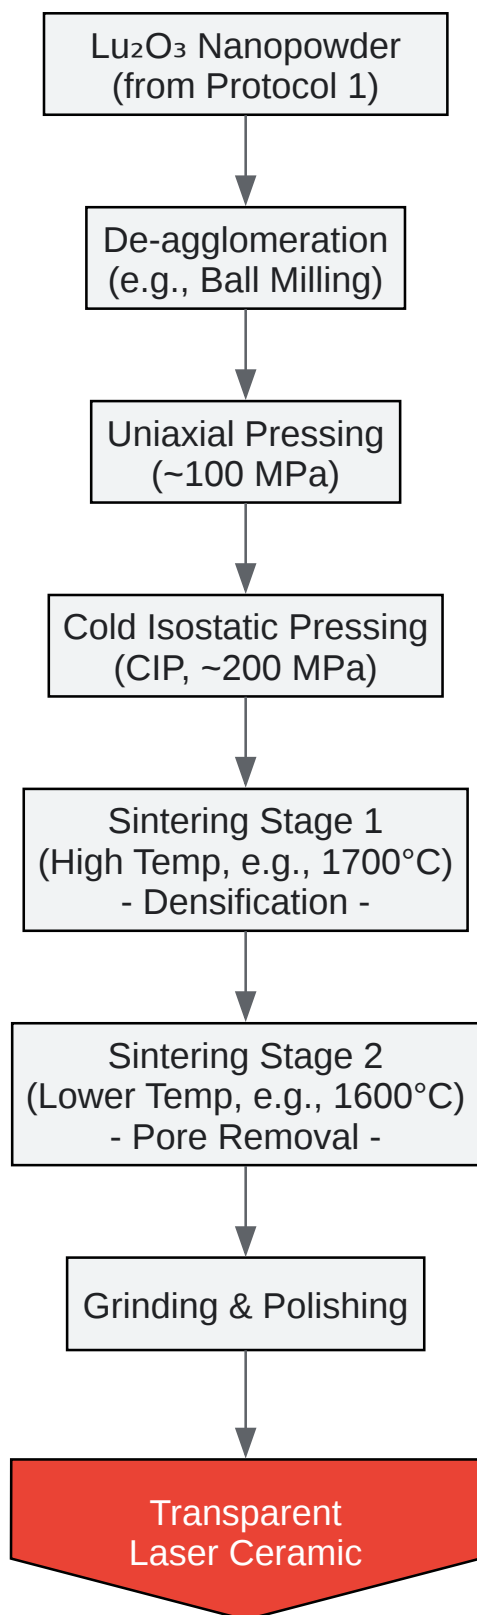 Lu₂O₃ Nanopowder
(from Protocol 1)
De-agglomeration
(e.g., Ball Milling)
Uniaxial Pressing
(~100 MPa)
Cold Isostatic Pressing
(CIP, ~200 MPa)
Sintering Stage 1
(High Temp, e.g., 1700°C)
- Densification -
Sintering Stage 2
(Lower Temp, e.g., 1600°C)
- Pore Removal -
Grinding & Polishing
Transparent
Laser Ceramic